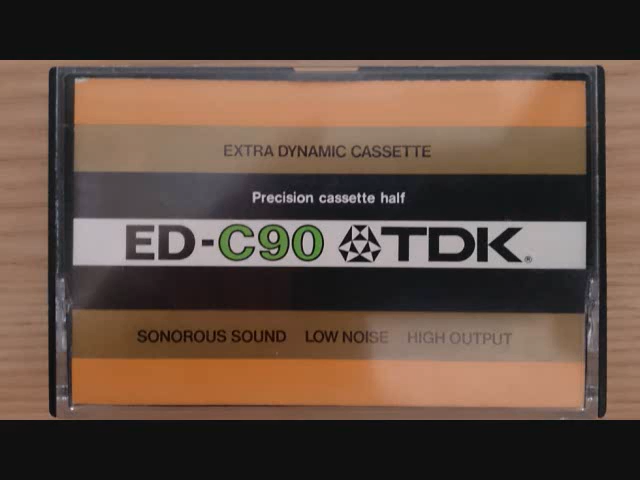 EXTRA DYNAMIC CASSETTE
Precision cassette half
ED-C90 TDK®
SONOROUS SOUND LOW NOISE HIGH OUTPUT